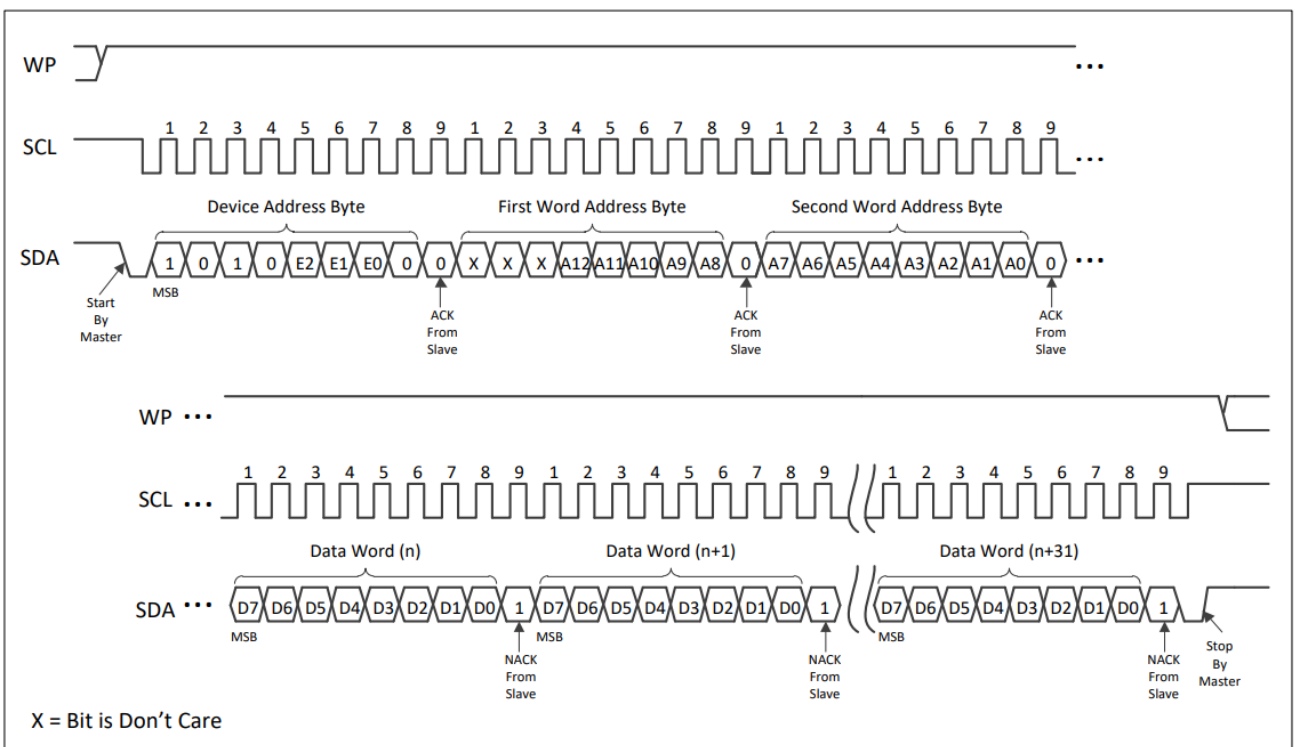 WP
...
1 2 3 4 5 6 7 8 9 1 2 3 4 5 6 7 8 9 1 2 3 4 5 6 7 8 9
SCL
...
Device Address Byte First Word Address Byte Second Word Address Byte
SDA 1 0 1 0 E2 E1 E0 0 0 X X X A12 A11 A10 A9 A8 0 A7 A6 A5 A4 A3 A2 A1 A0 0 ...
MSB
Start
By
Master
ACK
From
Slave
ACK
From
Slave
ACK
From
Slave
WP ...
1 2 3 4 5 6 7 8 9 1 2 3 4 5 6 7 8 9 1 2 3 4 5 6 7 8 9
SCL ...
Data Word (n) Data Word (n+1) Data Word (n+31)
SDA ... D7 D6 D5 D4 D3 D2 D1 D0 1 D7 D6 D5 D4 D3 D2 D1 D0 1 D7 D6 D5 D4 D3 D2 D1 D0 1
MSB MSB MSB
NACK
From
Slave
NACK
From
Slave
NACK
From
Slave
Stop
By
Master
X = Bit is Don't Care